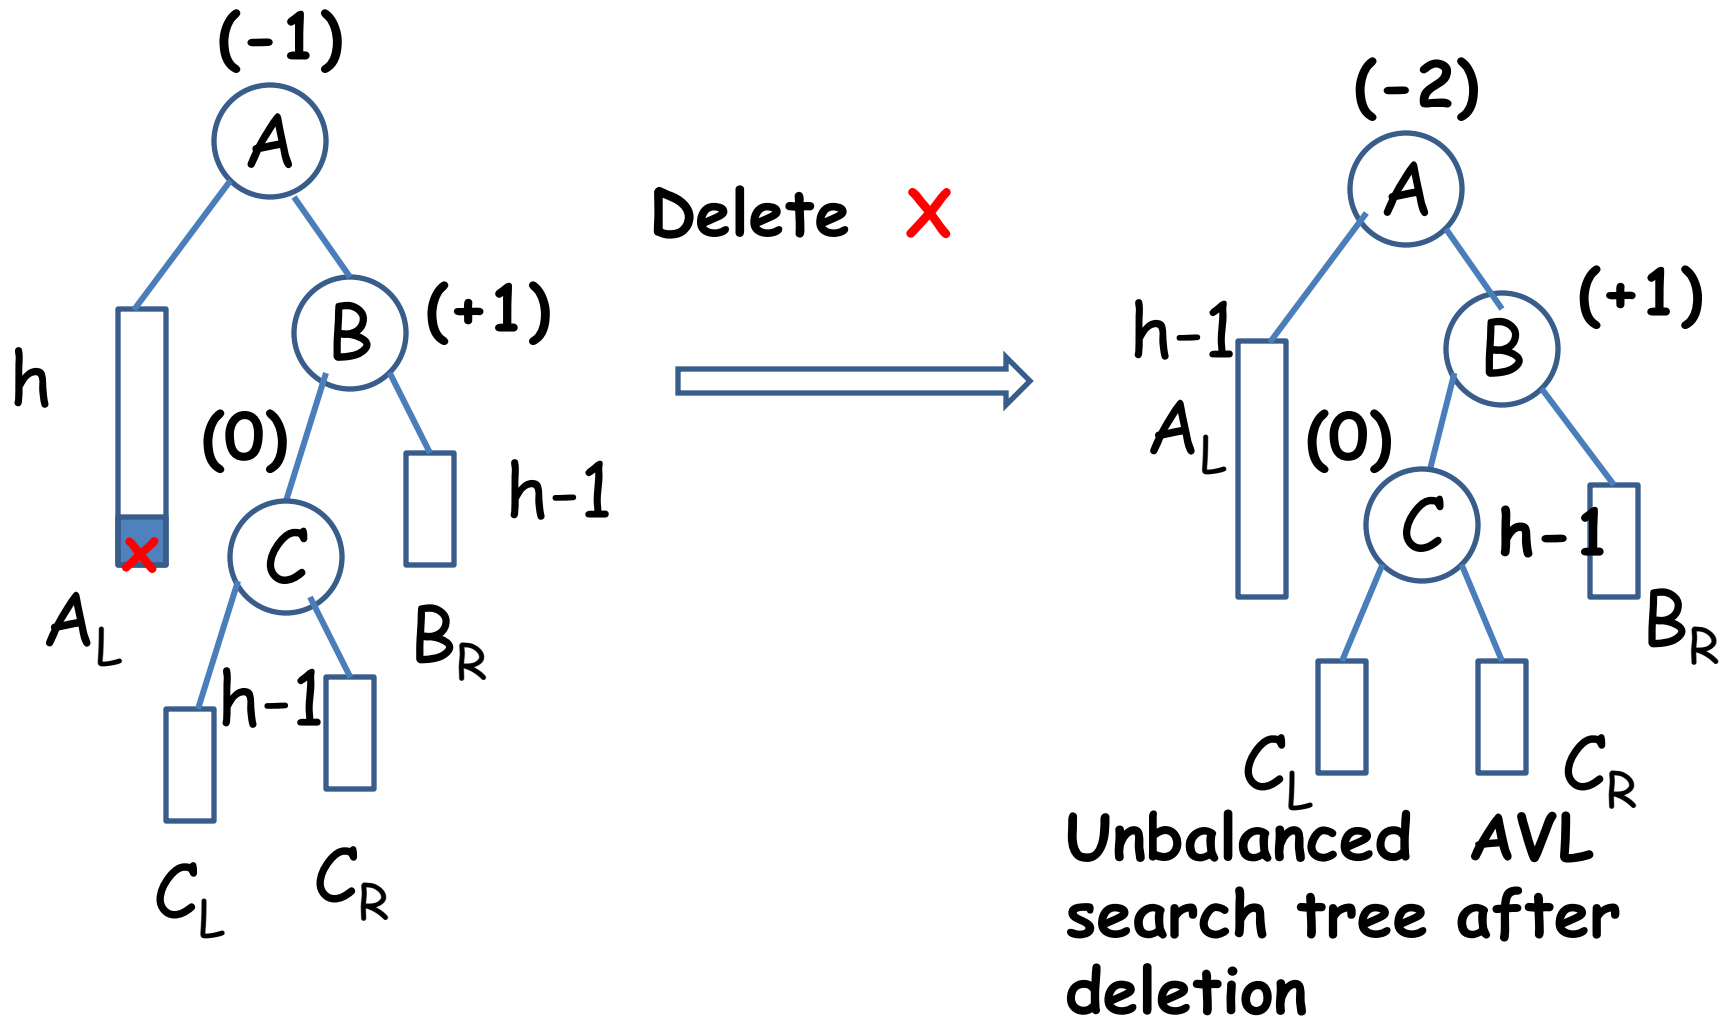 (-1)
A
B
(+1)
h
(0)
C
h-1
x
A_L
B_R
h-1
C_L
C_R
Delete x
(-2)
A
(+1)
B
h-1
A_L
(0)
C
h-1
B_R
C_L
C_R
Unbalanced AVL
search tree after
deletion